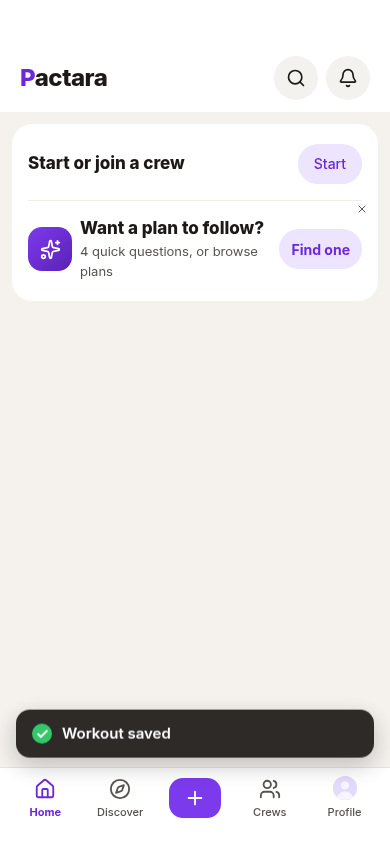 Pactara
Start or join a crew
Start
Want a plan to follow?
4 quick questions, or browse
plans
Find one
Workout saved
Home
Discover
Crews
Profile